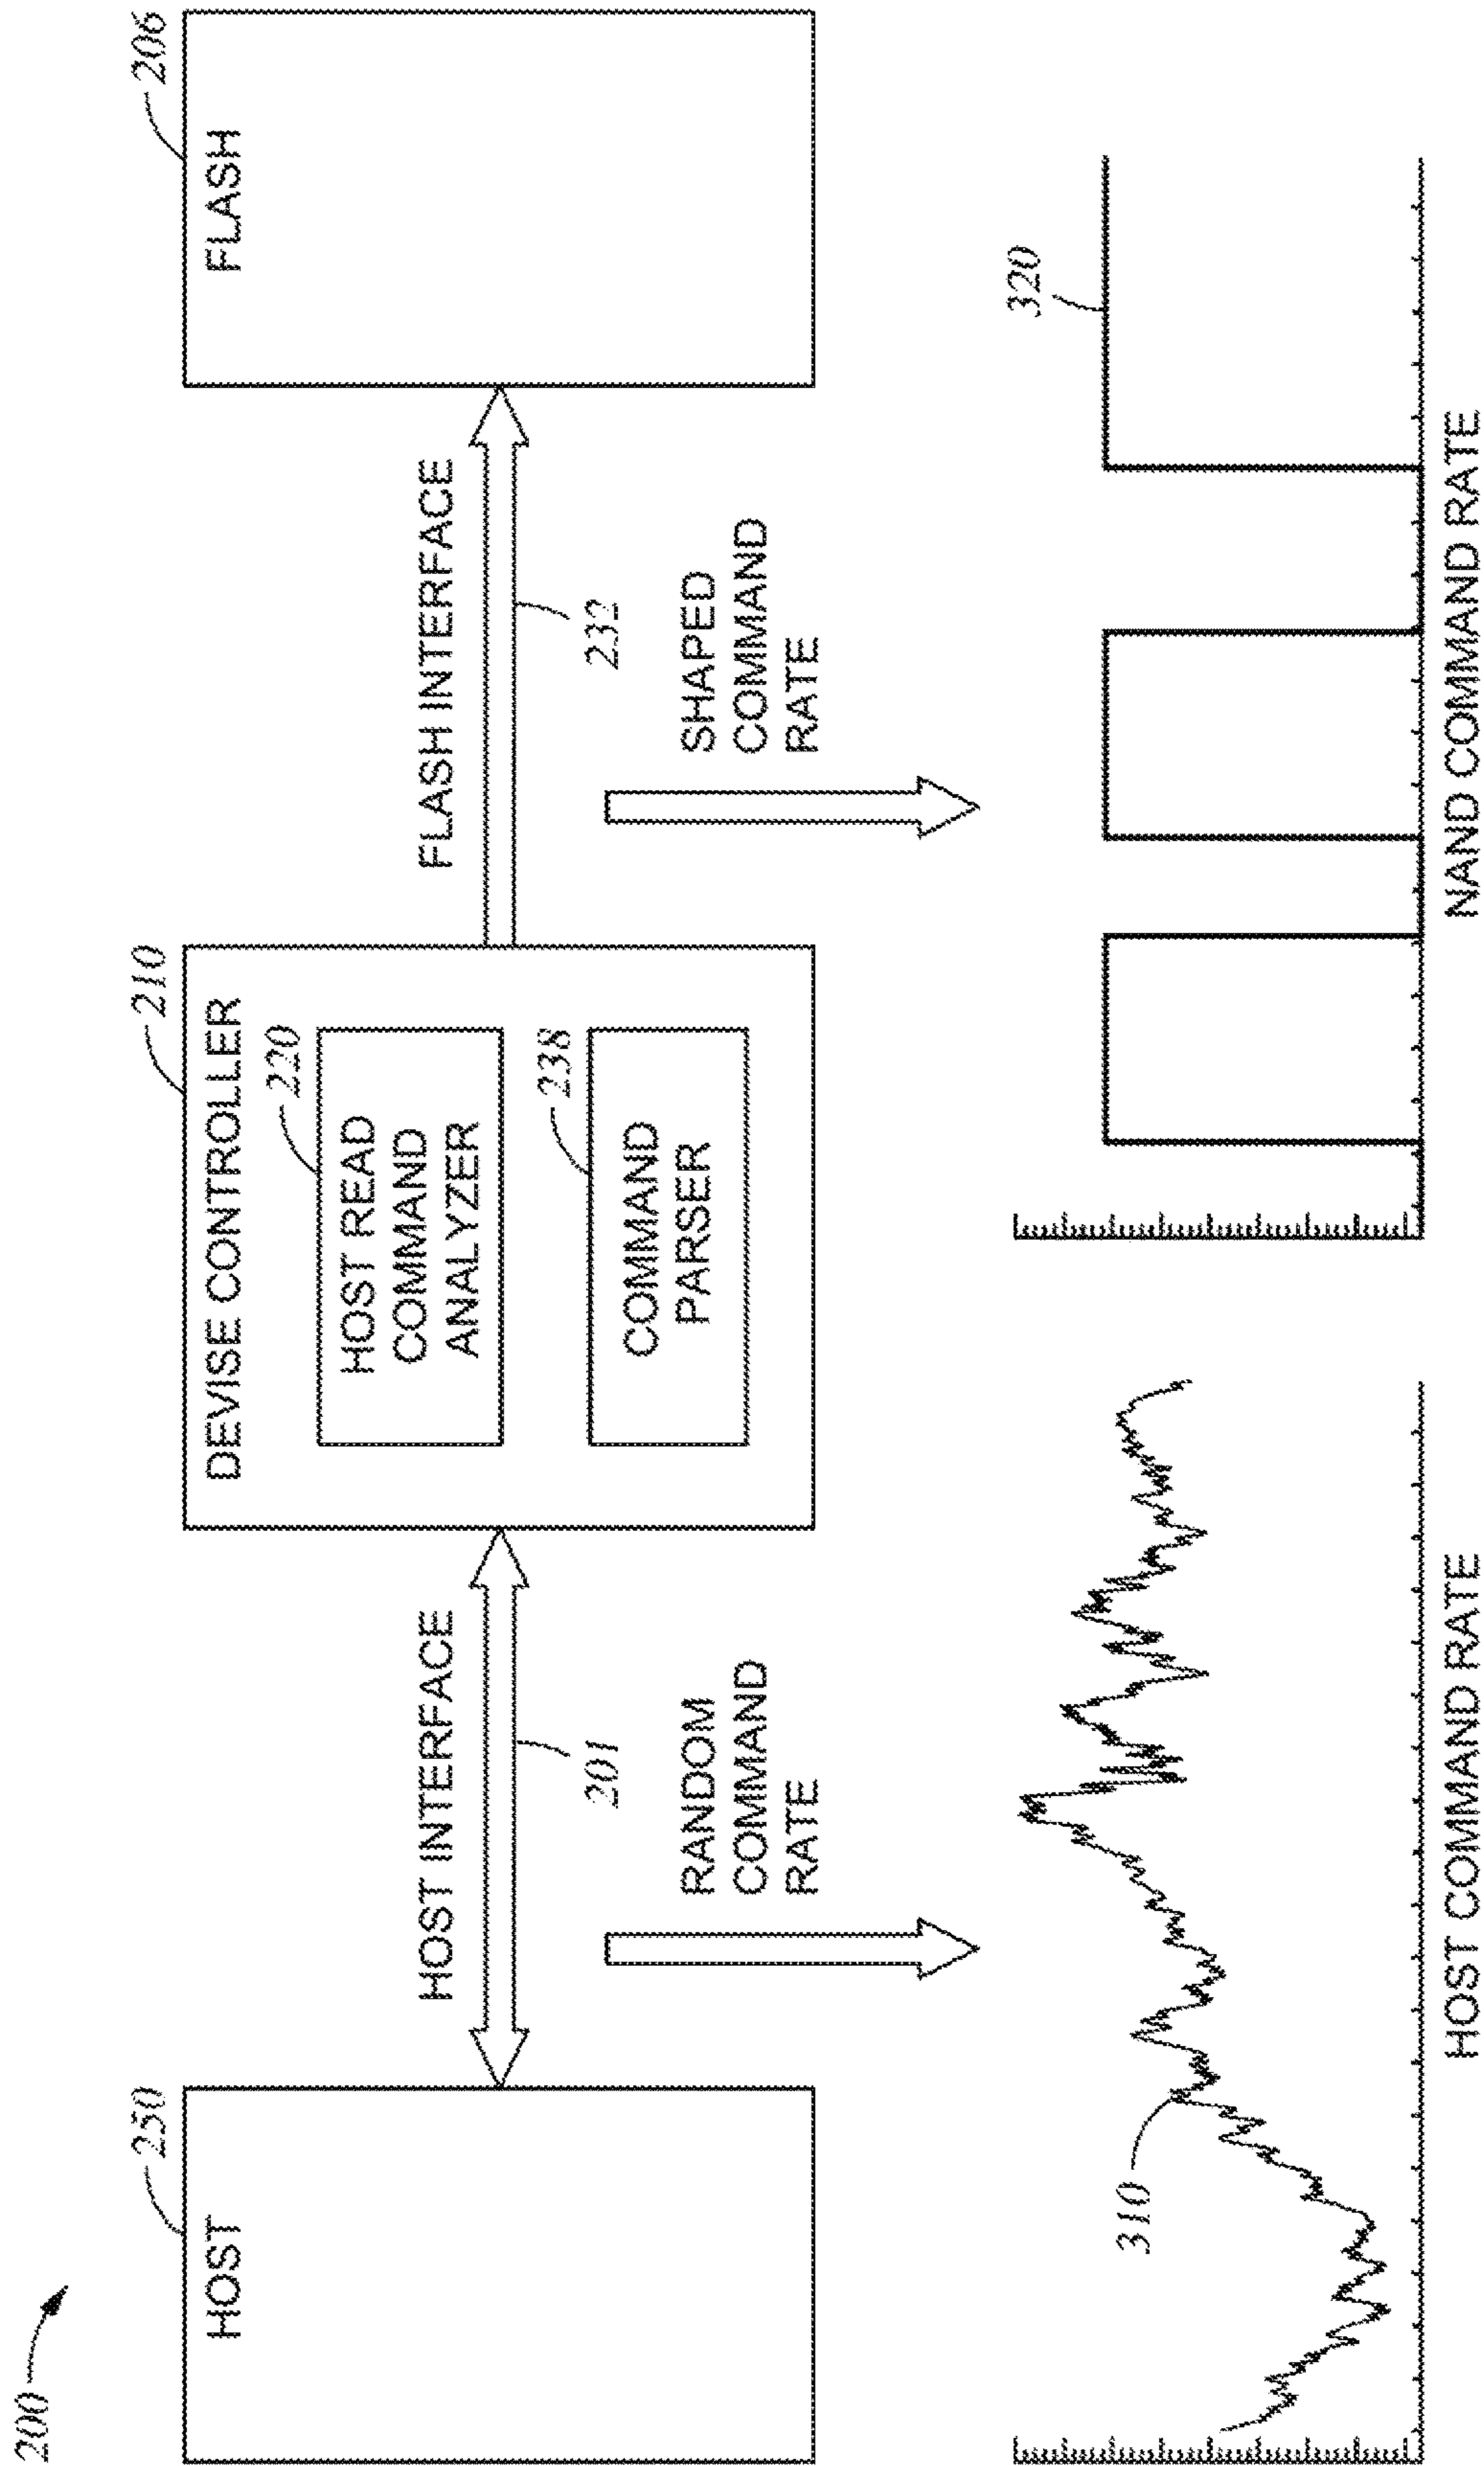 200
HOST
250
HOST INTERFACE
201
RANDOM
COMMAND
RATE
DEVISE CONTROLLER
210
HOST READ
COMMAND
ANALYZER
220
COMMAND
PARSER
238
FLASH INTERFACE
232
SHAPED
COMMAND
RATE
FLASH
206
310
HOST COMMAND RATE
320
NAND COMMAND RATE